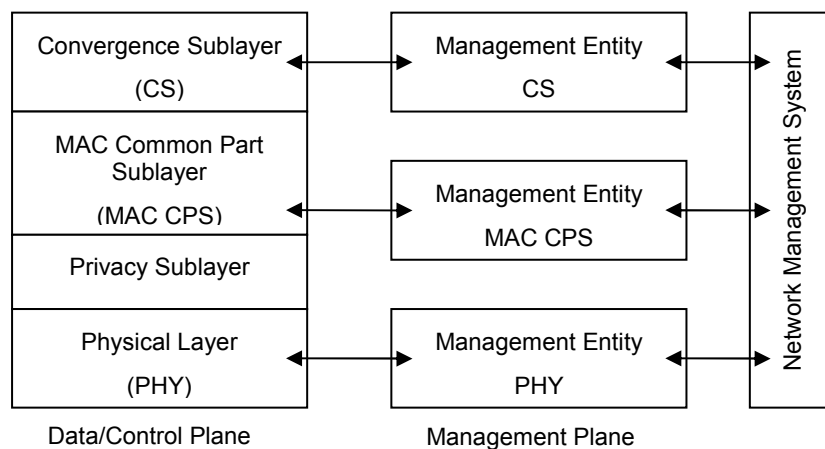 Convergence Sublayer
(CS)
MAC Common Part
Sublayer
(MAC CPS)
Privacy Sublayer
Physical Layer
(PHY)
Data/Control Plane
Management Entity
CS
Management Entity
MAC CPS
Management Entity
PHY
Management Plane
Network Management System